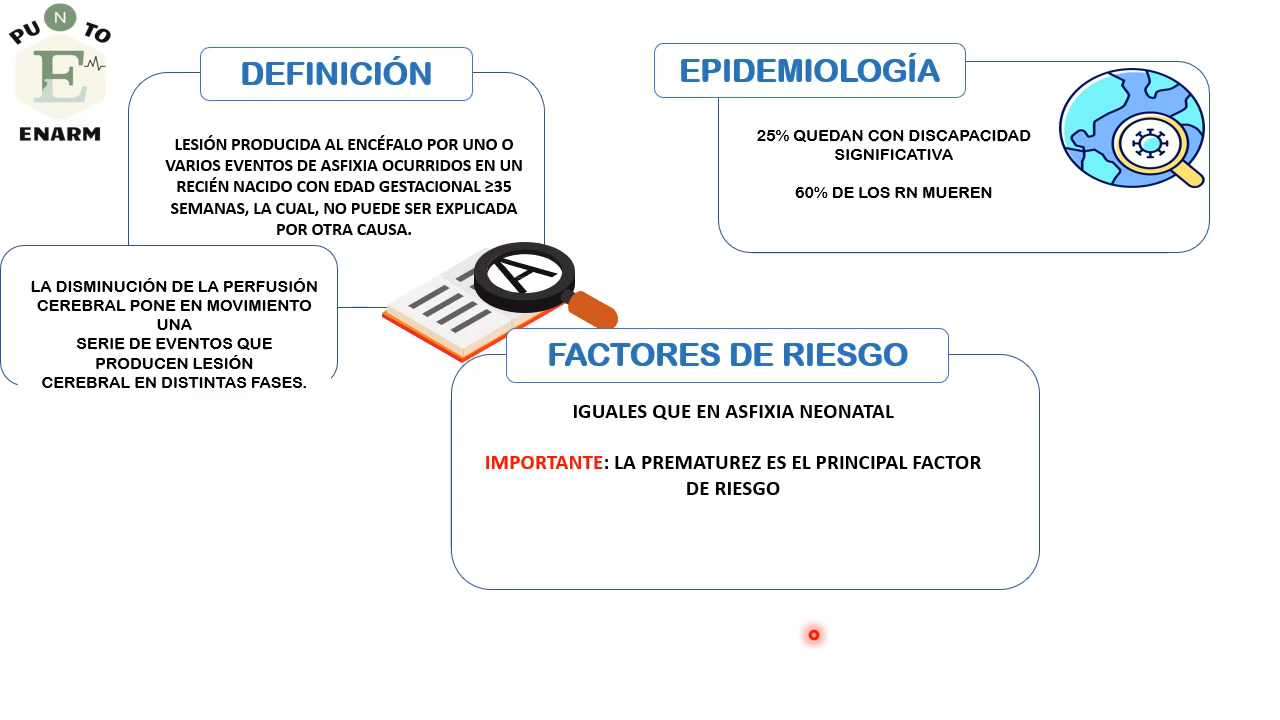 PUNTO
E
ENARM
DEFINICIÓN
LESIÓN PRODUCIDA AL ENCÉFALO POR UNO O
VARIOS EVENTOS DE ASFIXIA OCURRIDOS EN UN
RECIÉN NACIDO CON EDAD GESTACIONAL ≥35
SEMANAS, LA CUAL, NO PUEDE SER EXPLICADA
POR OTRA CAUSA.
LA DISMINUCIÓN DE LA PERFUSIÓN
CEREBRAL PONE EN MOVIMIENTO
UNA
SERIE DE EVENTOS QUE
PRODUCEN LESIÓN
CEREBRAL EN DISTINTAS FASES.
A
EPIDEMIOLOGÍA
25% QUEDAN CON DISCAPACIDAD
SIGNIFICATIVA
60% DE LOS RN MUEREN
FACTORES DE RIESGO
IGUALES QUE EN ASFIXIA NEONATAL
IMPORTANTE: LA PREMATUREZ ES EL PRINCIPAL FACTOR
DE RIESGO